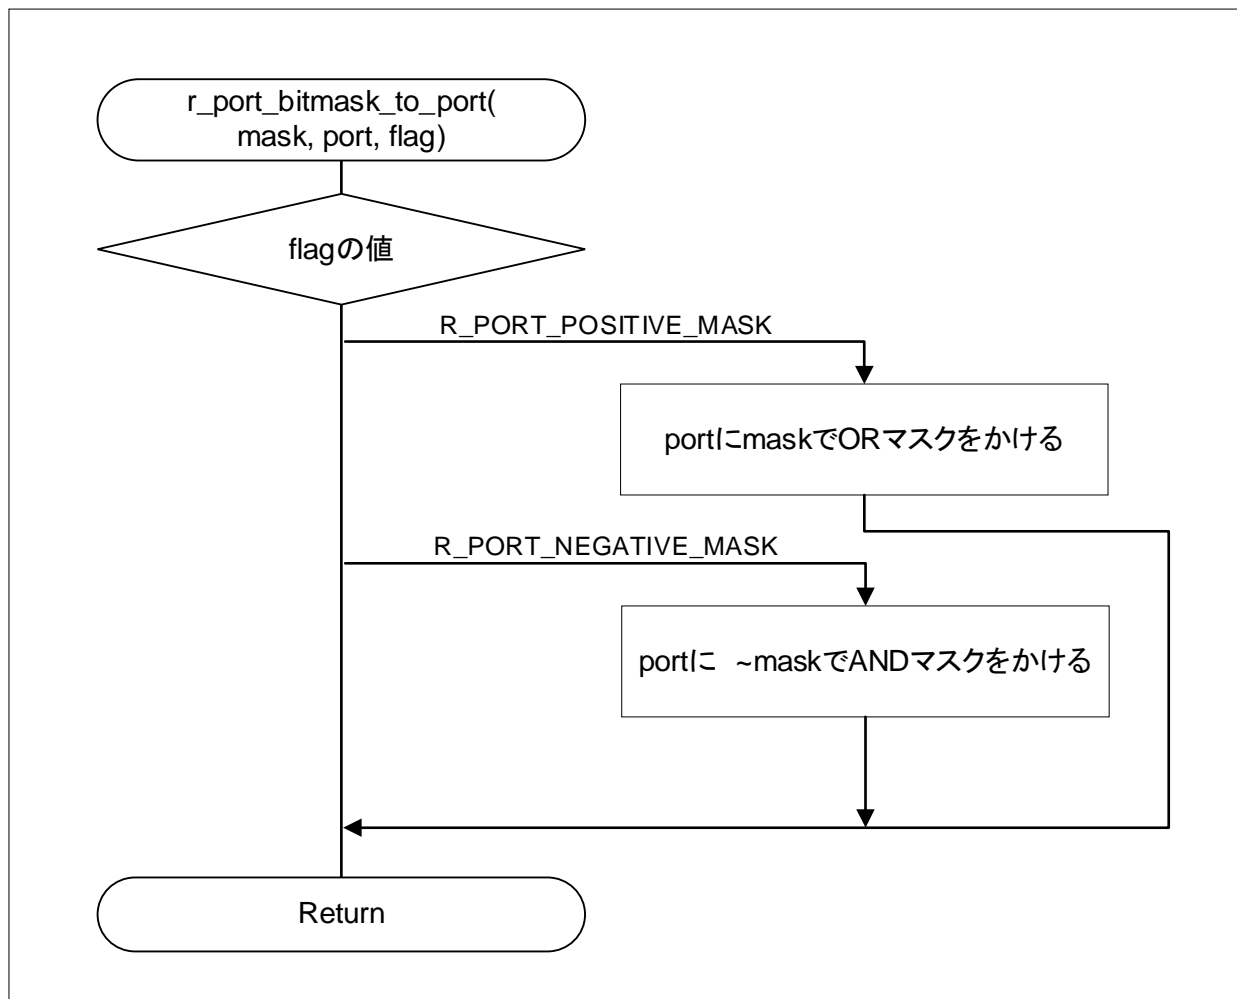 r_port_bitmask_to_port(
mask, port, flag)
flagの値
R_PORT_POSITIVE_MASK
portにmaskでORマスクをかける
R_PORT_NEGATIVE_MASK
portに ~maskでANDマスクをかける
Return